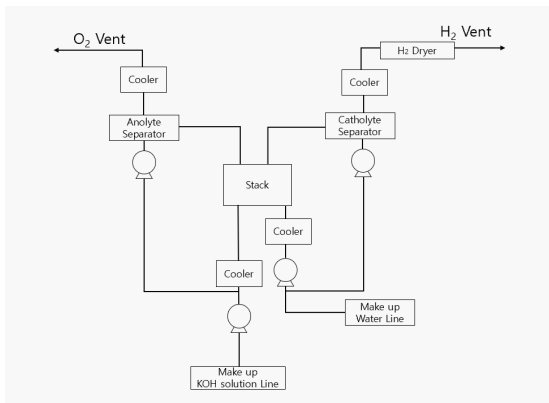 O₂ Vent
H₂ Vent
H₂ Dryer
Cooler
Cooler
Anolyte
Separator
Catholyte
Separator
Stack
Cooler
Cooler
Make up
Water Line
Make up
KOH solution Line